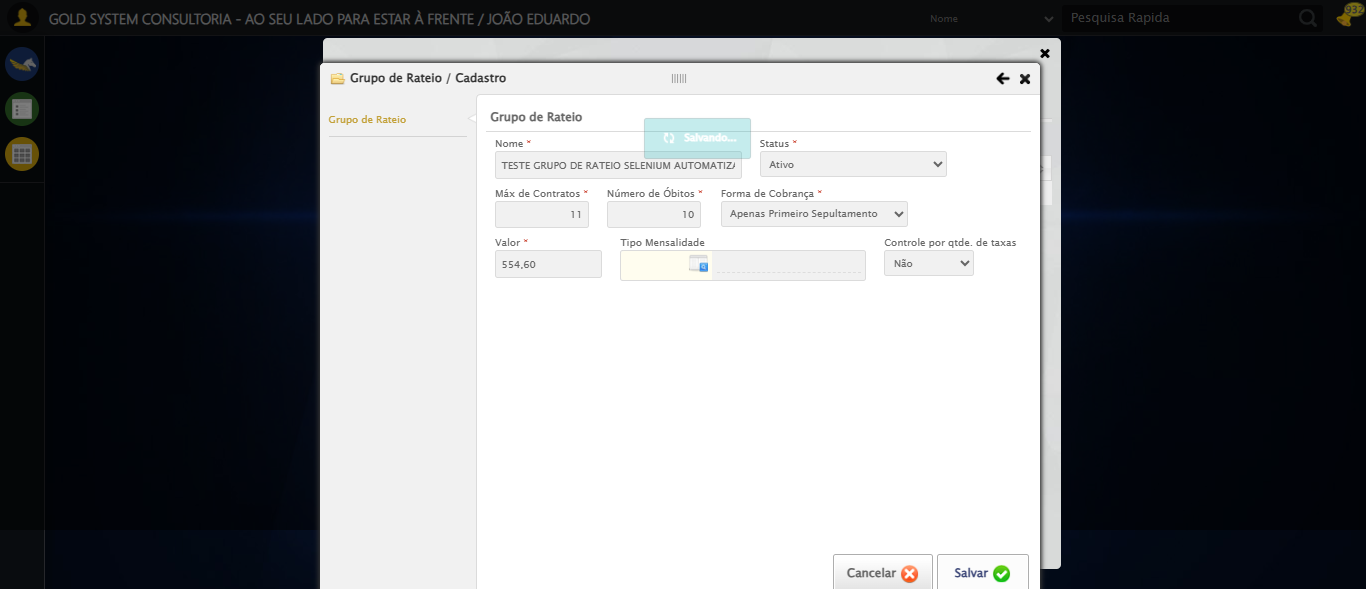 GOLD SYSTEM CONSULTORIA - AO SEU LADO PARA ESTAR À FRENTE / JOÃO EDUARDO
Nome
Pesquisa Rapida
932
Grupo de Rateio / Cadastro
Grupo de Rateio
Grupo de Rateio
Salvando...
Nome *
Status *
TESTE GRUPO DE RATEIO SELENIUM AUTOMATIZA
Ativo
Máx de Contratos *
Número de Óbitos *
Forma de Cobrança *
11
10
Apenas Primeiro Sepultamento
Valor *
Tipo Mensalidade
Controle por qtde. de taxas
554,60
Não
Cancelar
Salvar